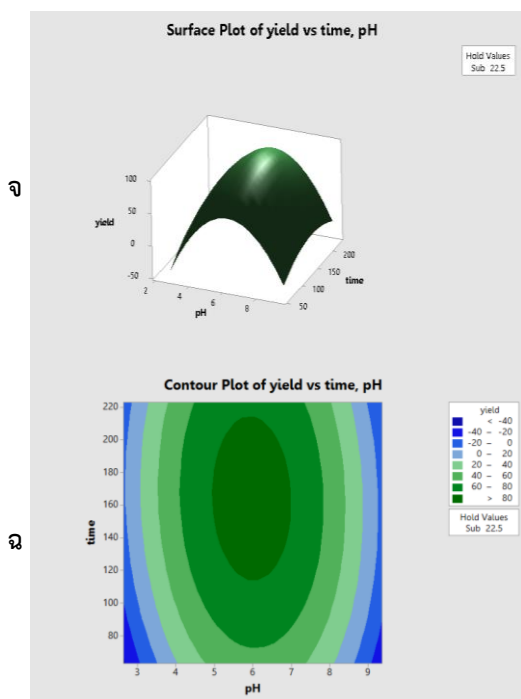 Surface Plot of yield vs time, pH
Hold Values
Sub 22.5
จ
100
50
yield
0
-50
2
4
6
8
pH
50
100
150
200
time
Contour Plot of yield vs time, pH
220
200
180
160
time
140
120
100
80
3 4 5 6 7 8 9
pH
ฉ
yield
< -40
-40 – -20
-20 – 0
0 – 20
20 – 40
40 – 60
60 – 80
> 80
Hold Values
Sub 22.5